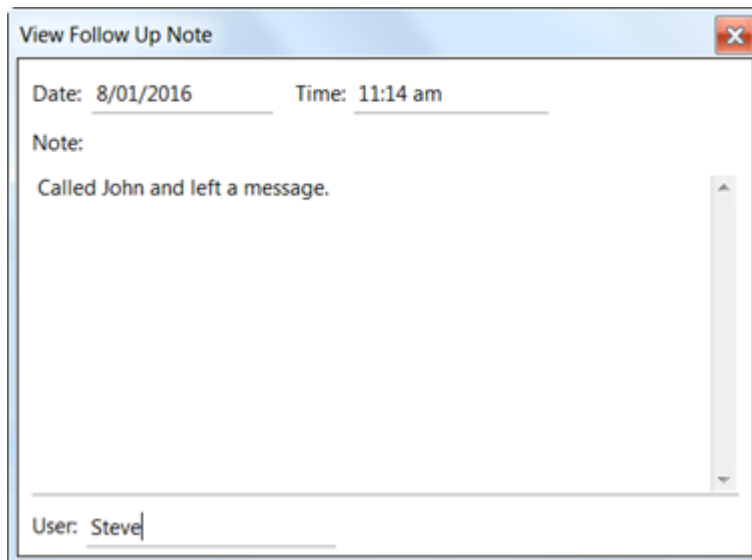 View Follow Up Note
Date: 8/01/2016 Time: 11:14 am
Note:
Called John and left a message.
User: Steve